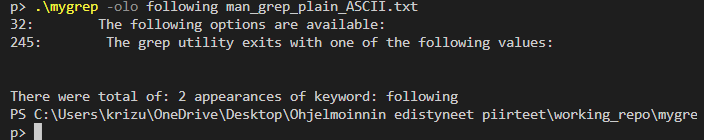 p> .\mygrep -olo following man_grep_plain_ASCII.txt
32:        The following options are available:
245:         The grep utility exits with one of the following values:
There were total of: 2 appearances of keyword: following
PS C:\Users\krizu\OneDrive\Desktop\Ohjelmoinnin edistyneet piirteet\working_repo\mygre
p>